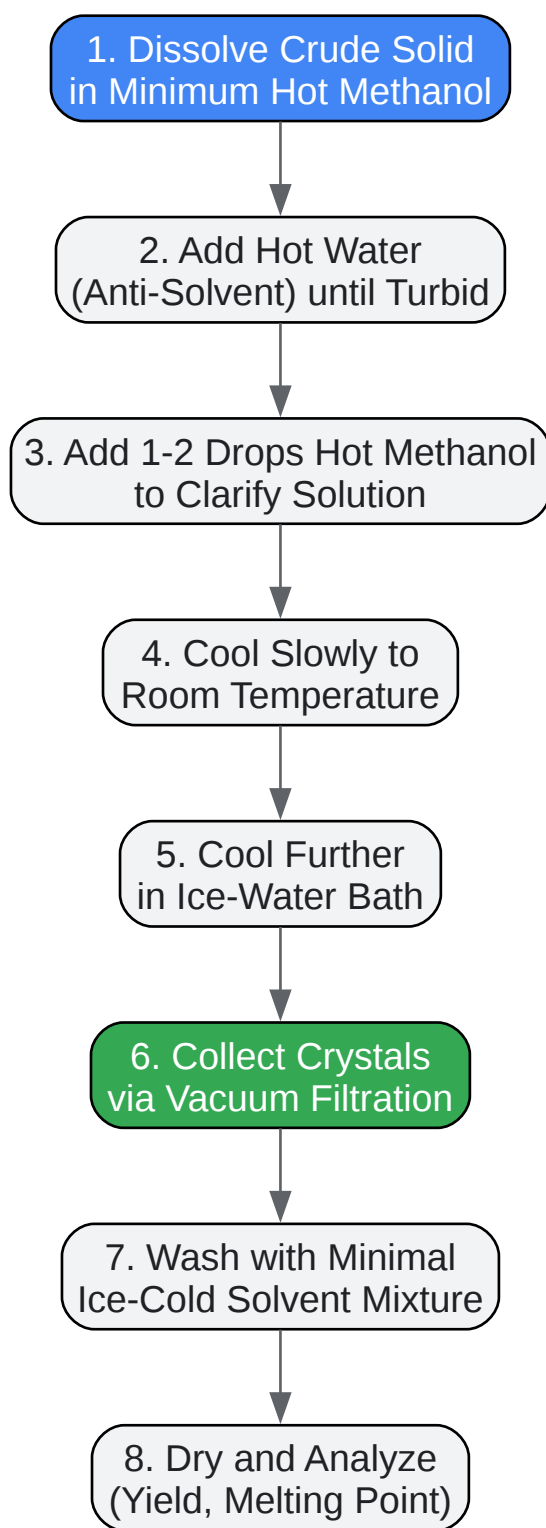 1. Dissolve Crude Solid
in Minimum Hot Methanol
2. Add Hot Water
(Anti-Solvent) until Turbid
3. Add 1-2 Drops Hot Methanol
to Clarify Solution
4. Cool Slowly to
Room Temperature
5. Cool Further
in Ice-Water Bath
6. Collect Crystals
via Vacuum Filtration
7. Wash with Minimal
Ice-Cold Solvent Mixture
8. Dry and Analyze
(Yield, Melting Point)